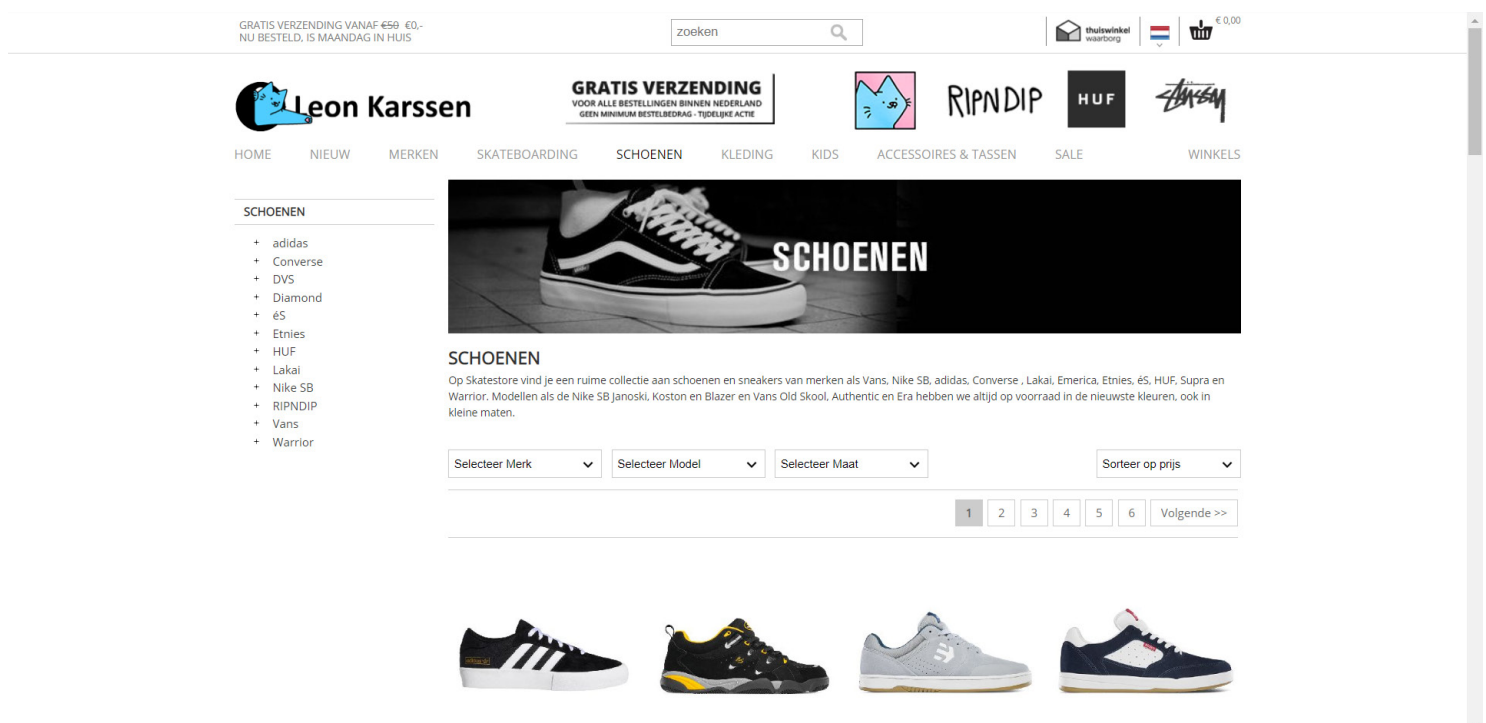 GRATIS VERZENDING VANAF €50 €0,-
NU BESTELD, IS MAANDAG IN HUIS
zoeken
thuiswinkel
waarborg
€ 0,00
Leon Karssen
GRATIS VERZENDING
VOOR ALLE BESTELLINGEN BINNEN NEDERLAND
GEEN MINIMUM BESTELBEDRAG - TIJDELIJKE ACTIE
RIPNDIP
HUF
STÜSSY
HOME NIEUW MERKEN SKATEBOARDING SCHOENEN KLEDING KIDS ACCESSOIRES & TASSEN SALE WINKELS
SCHOENEN
+ adidas
+ Converse
+ DVS
+ Diamond
+ éS
+ Etnies
+ HUF
+ Lakai
+ Nike SB
+ RIPNDIP
+ Vans
+ Warrior
SCHOENEN
SCHOENEN
Op Skatestore vind je een ruime collectie aan schoenen en sneakers van merken als Vans, Nike SB, adidas, Converse , Lakai, Emerica, Etnies, éS, HUF, Supra en
Warrior. Modellen als de Nike SB Janoski, Koston en Blazer en Vans Old Skool, Authentic en Era hebben we altijd op voorraad in de nieuwste kleuren, ook in
kleine maten.
Selecteer Merk Selecteer Model Selecteer Maat Sorteer op prijs
1 2 3 4 5 6 Volgende >>